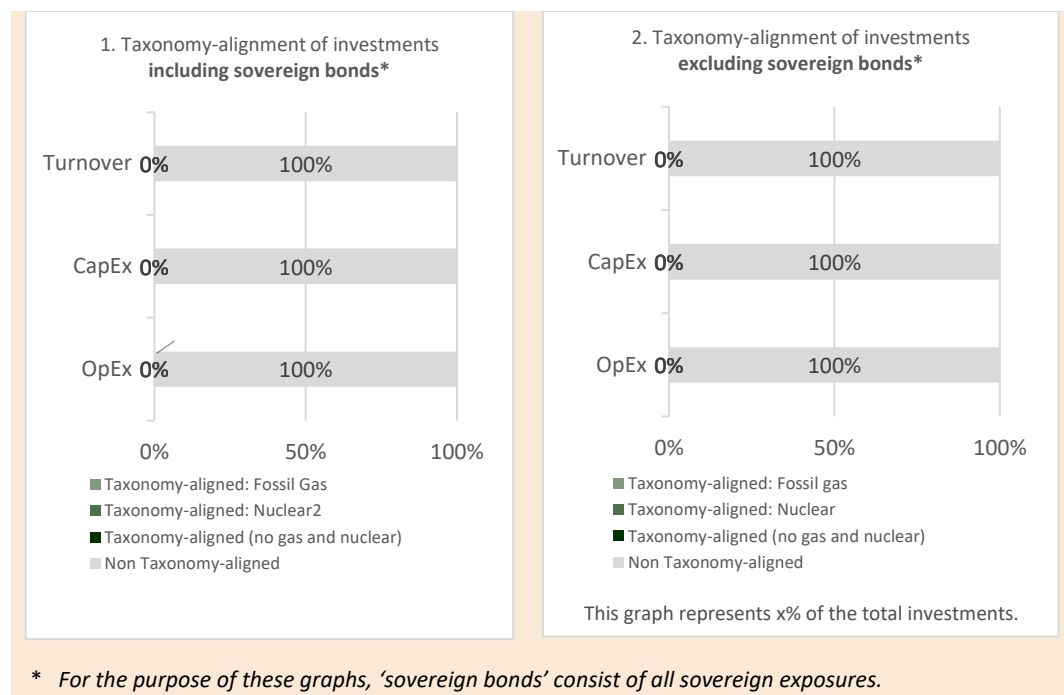 1. Taxonomy-alignment of investments
including sovereign bonds*
Turnover 0% 100%
CapEx 0% 100%
OpEx 0% 100%
0% 50% 100%
Taxonomy-aligned: Fossil Gas
Taxonomy-aligned: Nuclear2
Taxonomy-aligned (no gas and nuclear)
Non Taxonomy-aligned
2. Taxonomy-alignment of investments
excluding sovereign bonds*
Turnover 0% 100%
CapEx 0% 100%
OpEx 0% 100%
0% 50% 100%
Taxonomy-aligned: Fossil gas
Taxonomy-aligned: Nuclear
Taxonomy-aligned (no gas and nuclear)
Non Taxonomy-aligned
This graph represents x% of the total investments.
* For the purpose of these graphs, ‘sovereign bonds’ consist of all sovereign exposures.